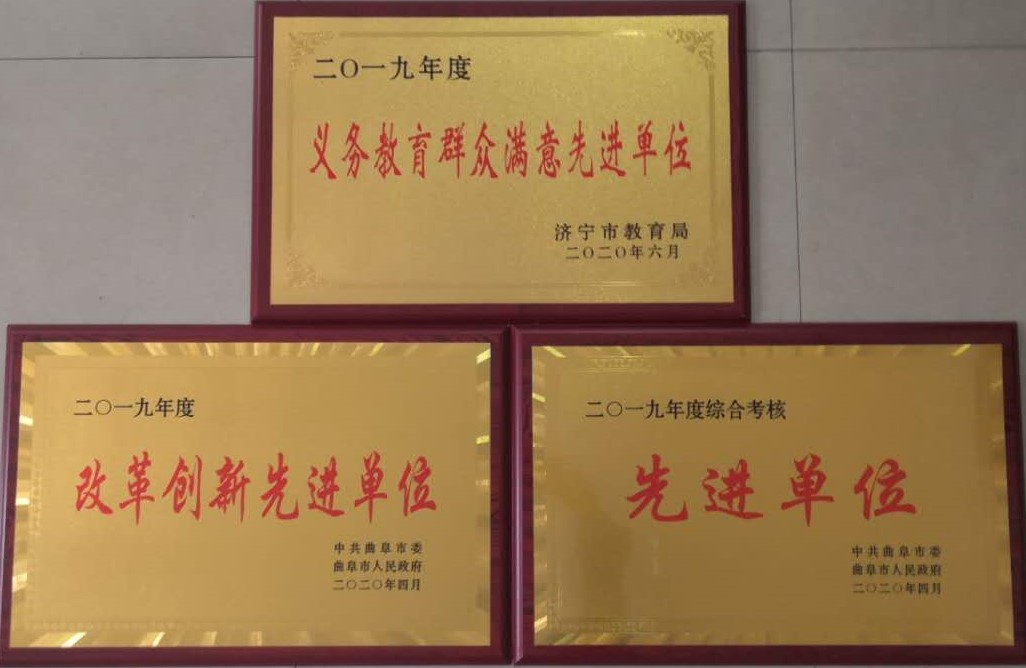 二〇一九年度
义务教育群众满意先进单位
济宁市教育局
二〇二〇年六月
二〇一九年度
改革创新先进单位
中共曲阜市委
曲阜市人民政府
二〇二〇年四月
二〇一九年度综合考核
先进单位
中共曲阜市委
曲阜市人民政府
二〇二〇年四月